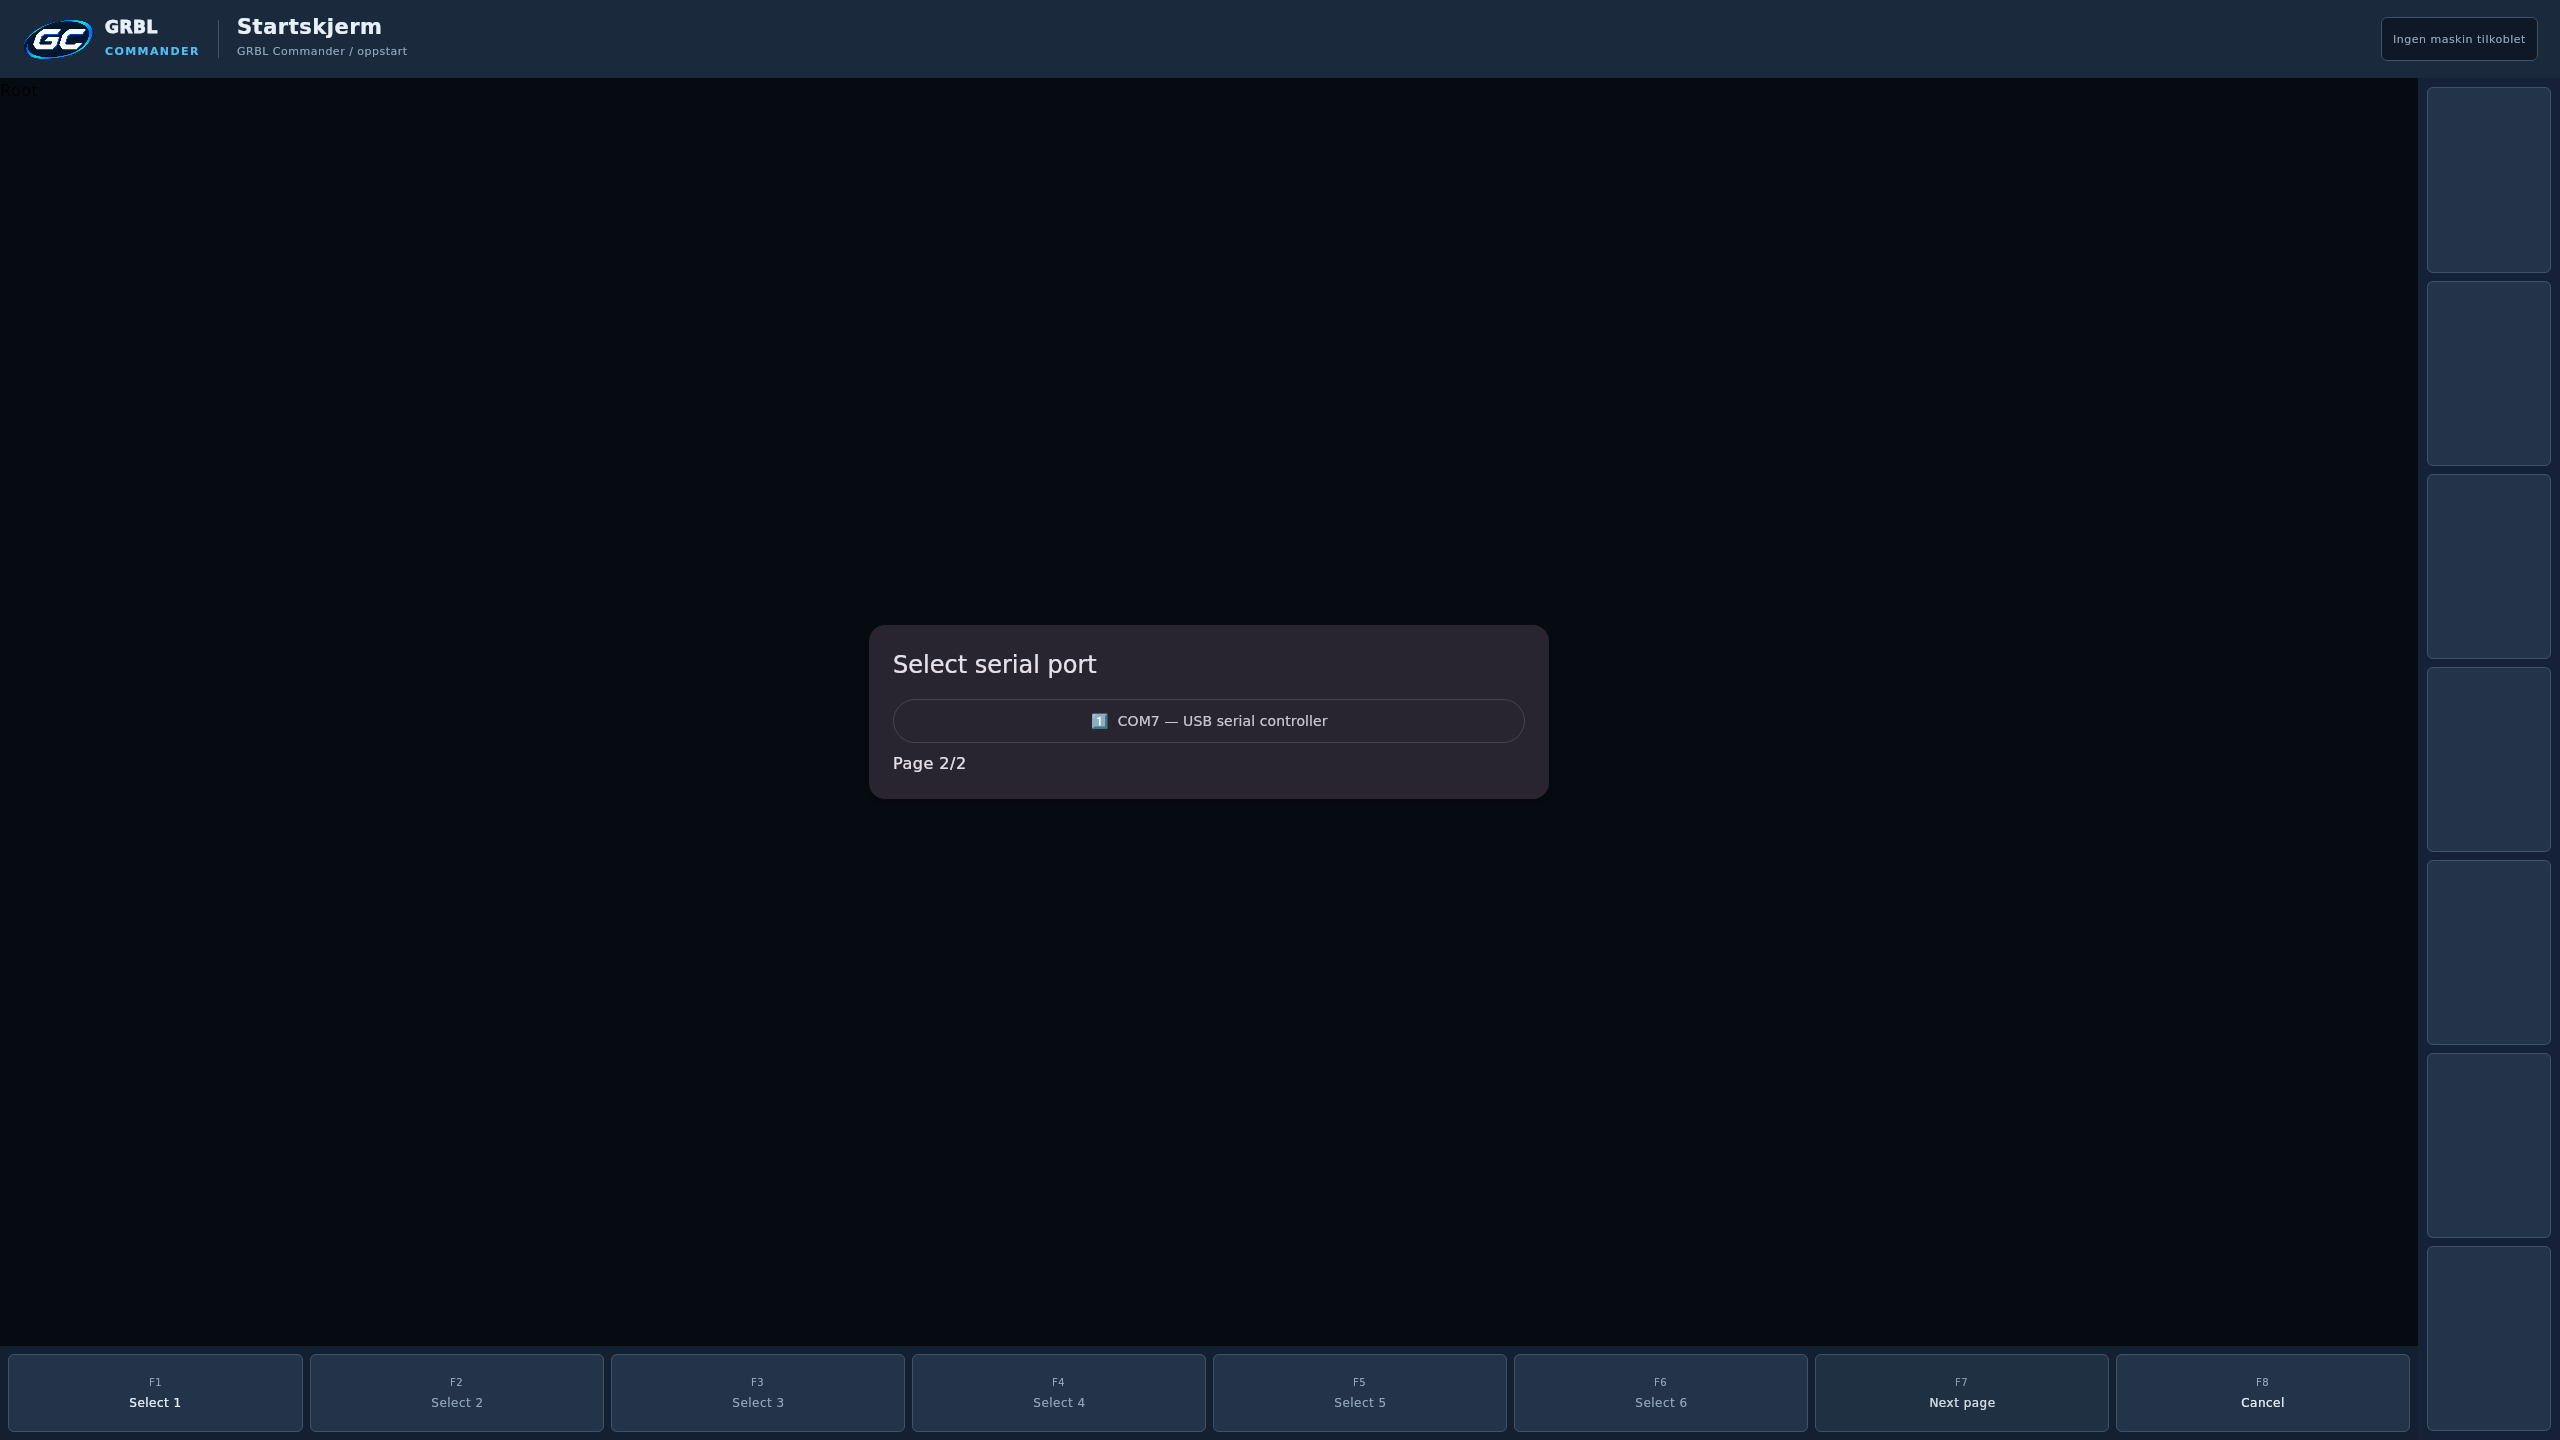 GC
GRBL
COMMANDER
Startskjerm
GRBL Commander / oppstart
Ingen maskin tilkoblet
Root
Select serial port
1 COM7 — USB serial controller
Page 2/2
F1
Select 1
F2
Select 2
F3
Select 3
F4
Select 4
F5
Select 5
F6
Select 6
F7
Next page
F8
Cancel